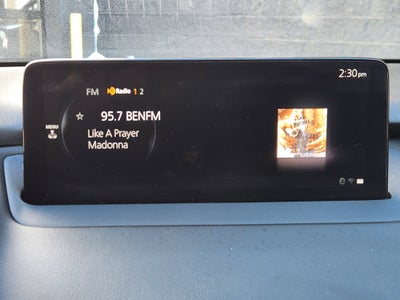 2:30pm
FM HD Radio 1 2
95.7 BENFM
MENU
Like A Prayer
Madonna